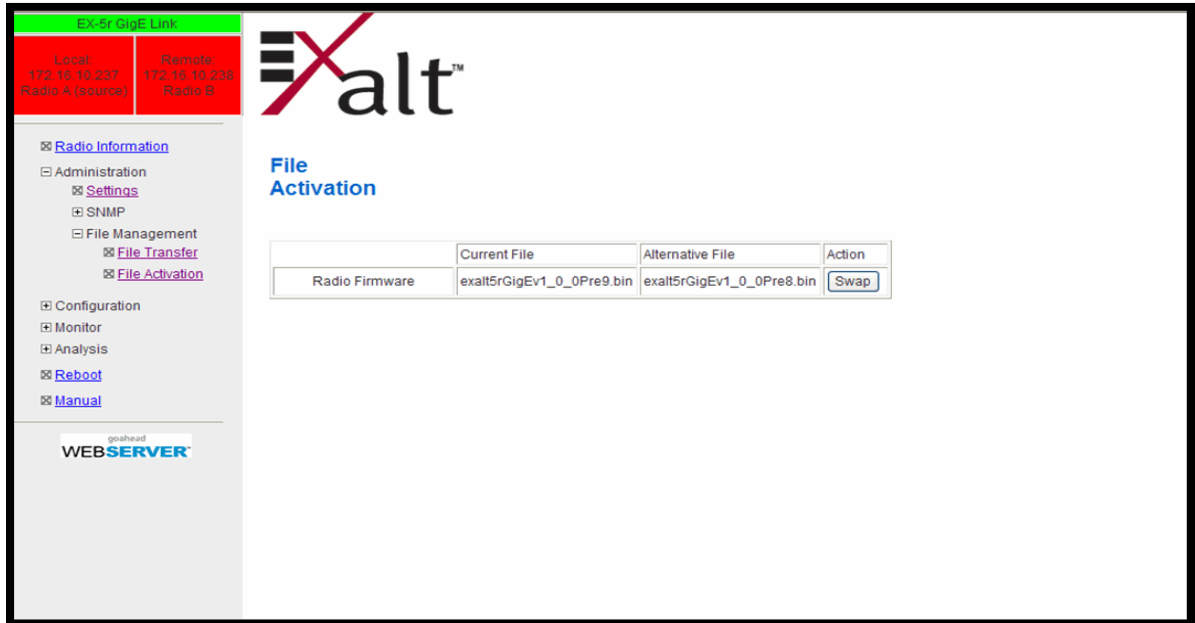 EX-5r GigE Link
Local:
172.16.10.237
Radio A (source)
Remote:
172.16.10.238
Radio B
Radio Information
Administration
Settings
SNMP
File Management
File Transfer
File Activation
Configuration
Monitor
Analysis
Reboot
Manual
goahead
WEBSERVER
EXalt™
File
Activation
Current File Alternative File Action
Radio Firmware exalt5rGigEv1_0_0Pre9.bin exalt5rGigEv1_0_0Pre8.bin Swap